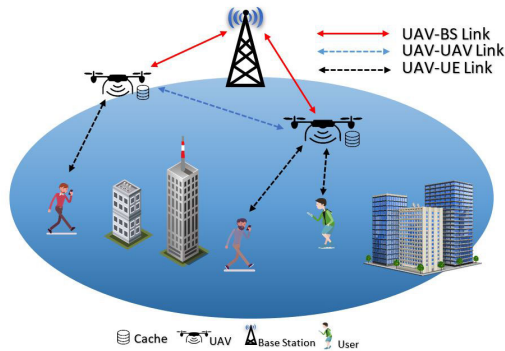 UAV-BS Link
UAV-UAV Link
UAV-UE Link
Cache
UAV
Base Station
User